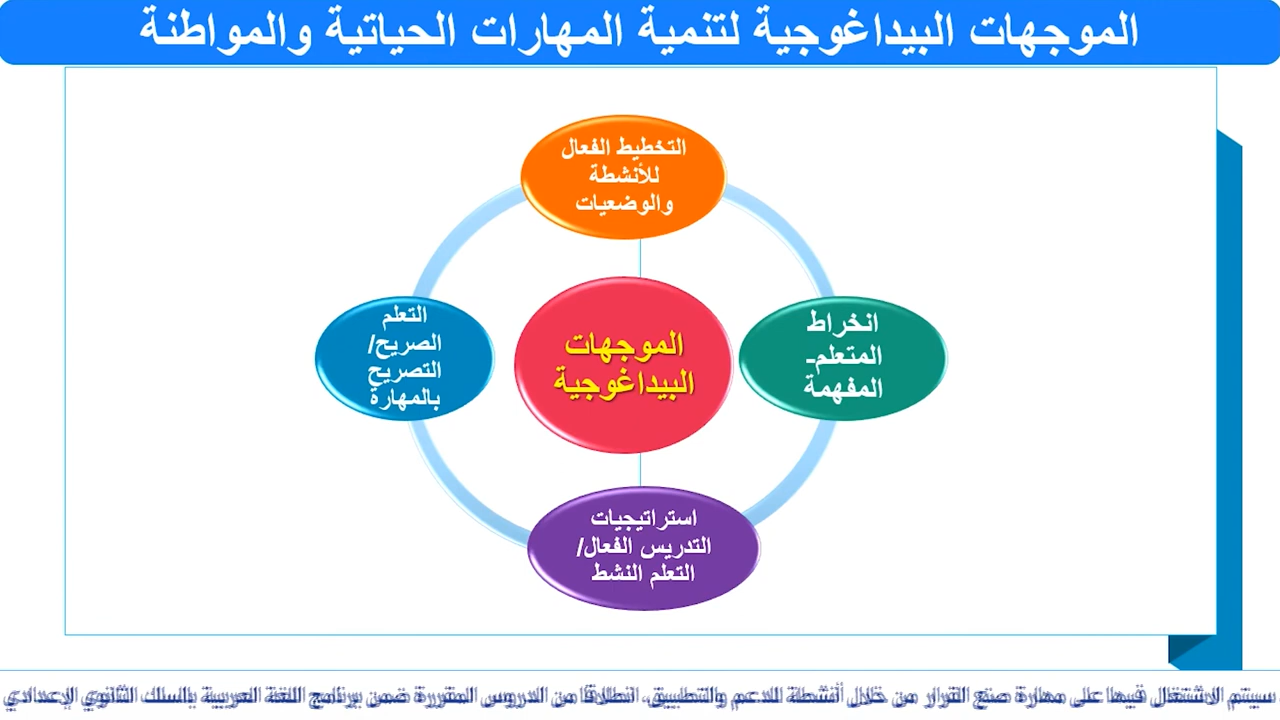 الموجهات البيداغوجية لتنمية المهارات الحياتية والمواطنة
التخطيط الفعال
للأنشطة
والوضعيات
انخراط
المتعلم-
المفهمة
الموجهات
البيداغوجية
التعلم
الصريح/
التصريح
بالمهارة
استراتيجيات
التدريس الفعال/
التعلم النشط
سيتم الاشتغال فيها على مهارة صنع القرار من خلال أنشطة للدعم والتطبيق، انطلاقا من الدروس المقررة ضمن برنامج اللغة العربية بالسلك الثانوي الإعدادي